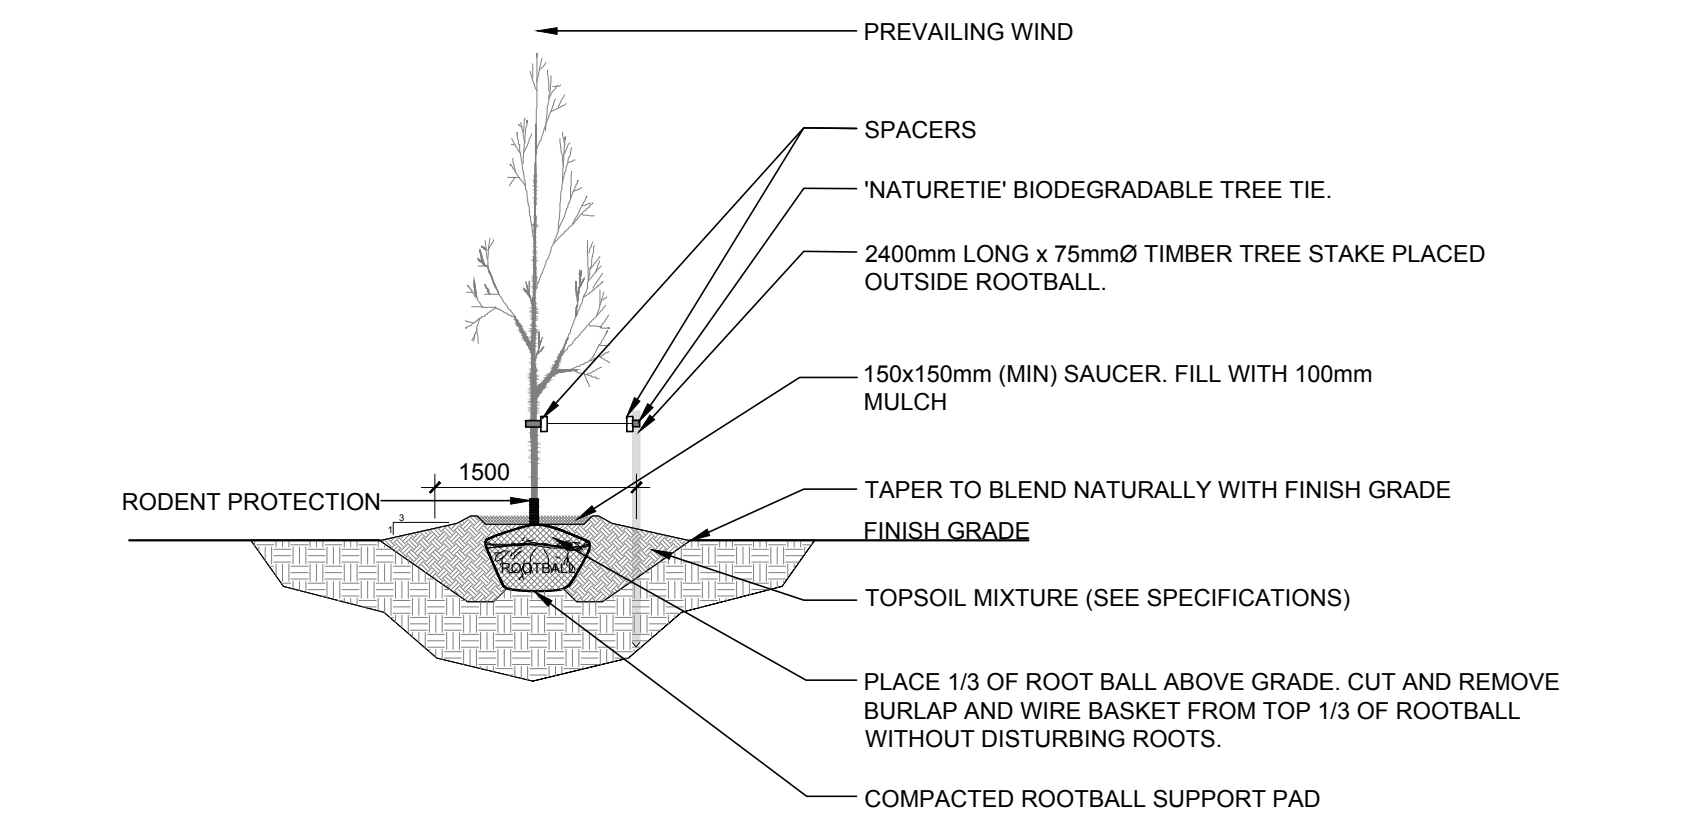 PREVAILING WIND
SPACERS
'NATURETIE' BIODEGRADABLE TREE TIE.
2400mm LONG x 75mmØ TIMBER TREE STAKE PLACED
OUTSIDE ROOTBALL.
150x150mm (MIN) SAUCER. FILL WITH 100mm
MULCH
1500
RODENT PROTECTION
TAPER TO BLEND NATURALLY WITH FINISH GRADE
3
1
FINISH GRADE
ROOTBALL
TOPSOIL MIXTURE (SEE SPECIFICATIONS)
PLACE 1/3 OF ROOT BALL ABOVE GRADE. CUT AND REMOVE
BURLAP AND WIRE BASKET FROM TOP 1/3 OF ROOTBALL
WITHOUT DISTURBING ROOTS.
COMPACTED ROOTBALL SUPPORT PAD